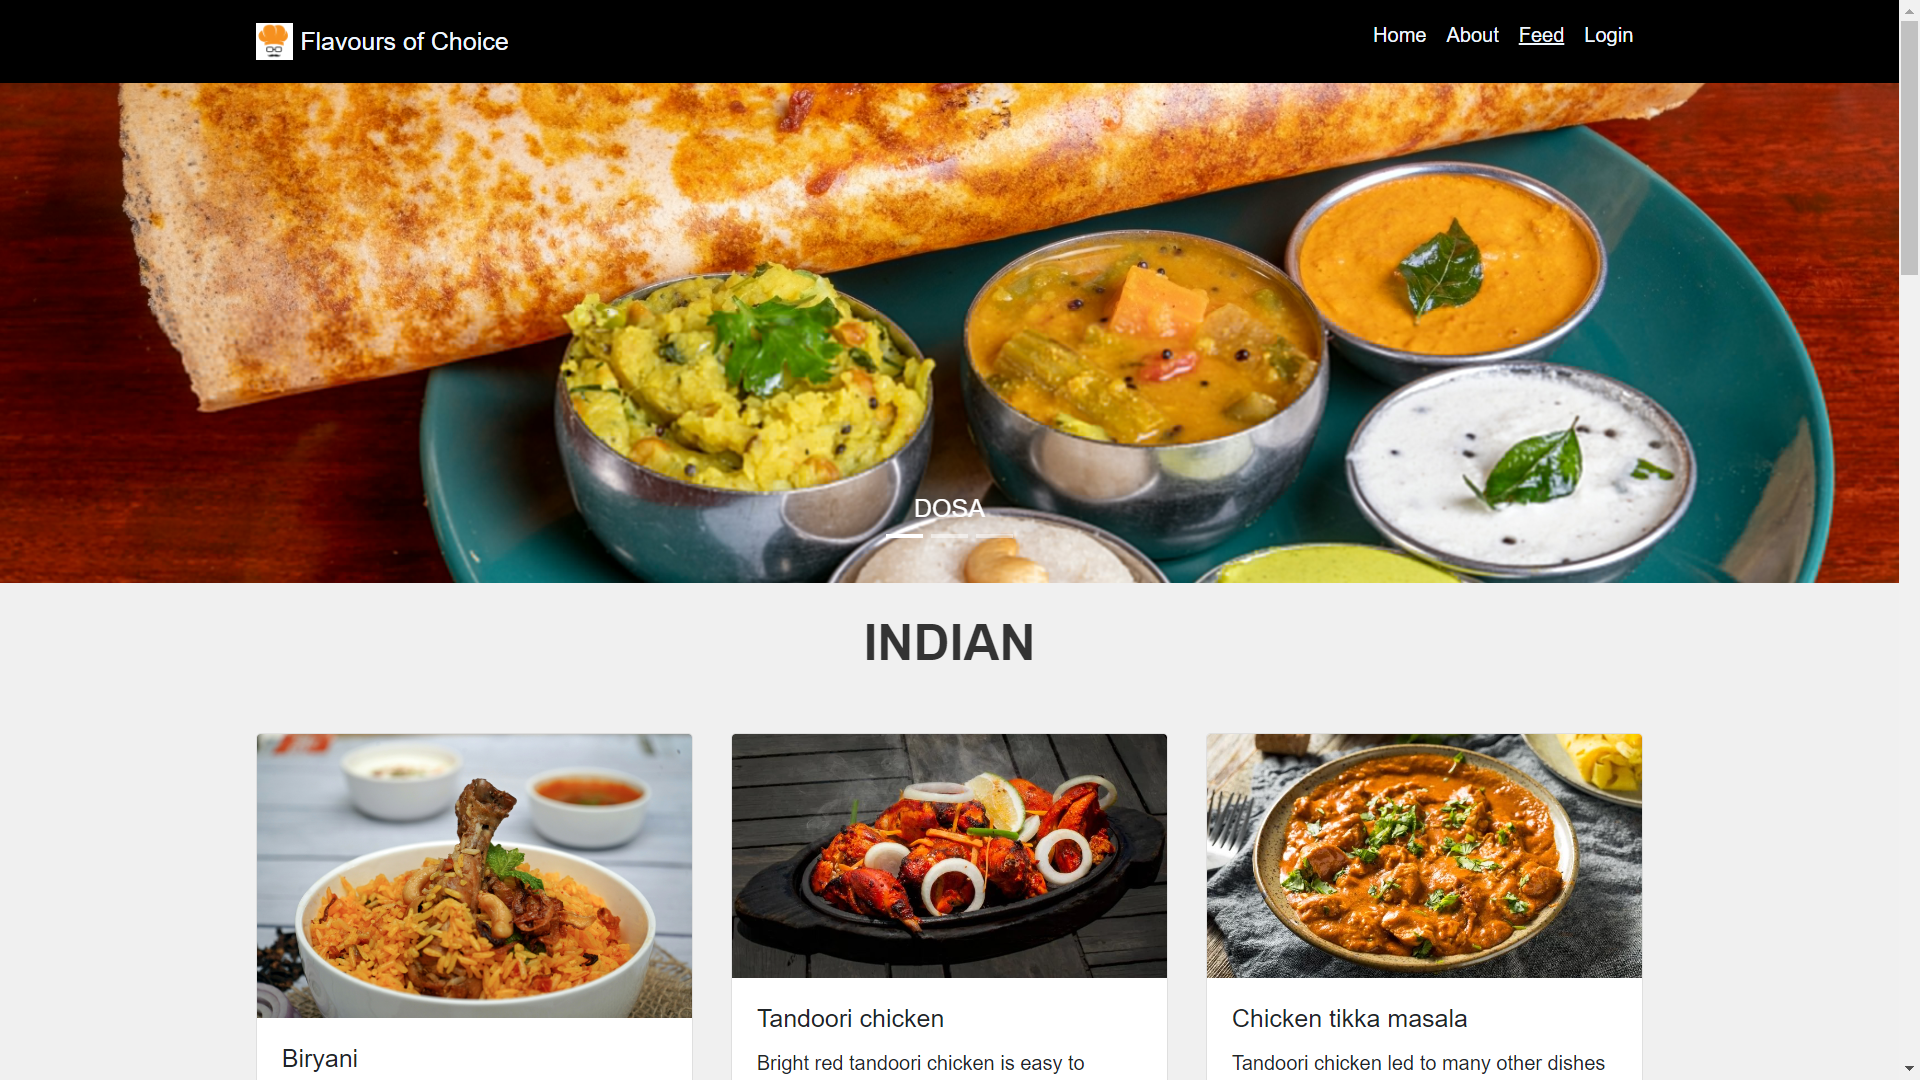 Flavours of Choice
Home About Feed Login
DOSA
INDIAN
Biryani
Tandoori chicken
Bright red tandoori chicken is easy to
Chicken tikka masala
Tandoori chicken led to many other dishes